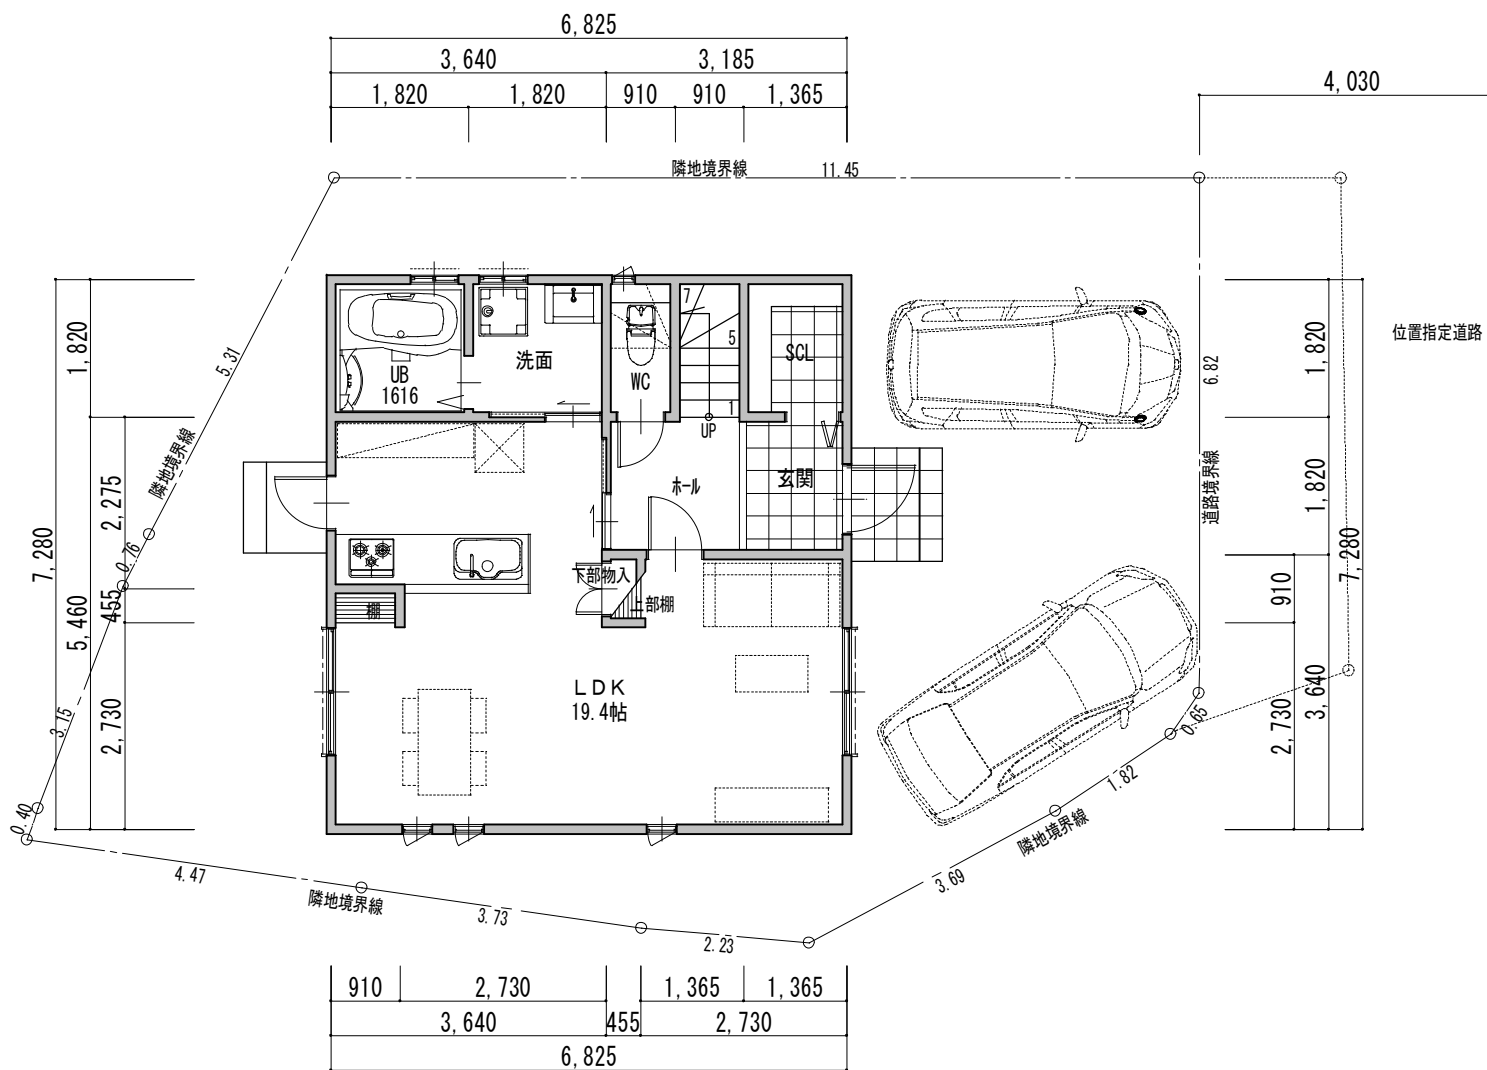 6,825
3,640 3,185
1,820 1,820 910 910 1,365
4,030
隣地境界線 11.45
5.31
隣地境界線
0.76
3.15
0.40
7,280
5,460
1,820
2,275
455
2,730
UB
1616
洗面
WC
7
5
1
UP
SCL
玄関
ホール
棚
下部物入
上部棚
LDK
19.4帖
6.82
道路境界線
位置指定道路
1,820
1,820
910
2,730
3,640
7,280
0.65
1.82
隣地境界線
3.69
4.47
隣地境界線
3.73
2.23
910 2,730 1,365 1,365
3,640 455 2,730
6,825